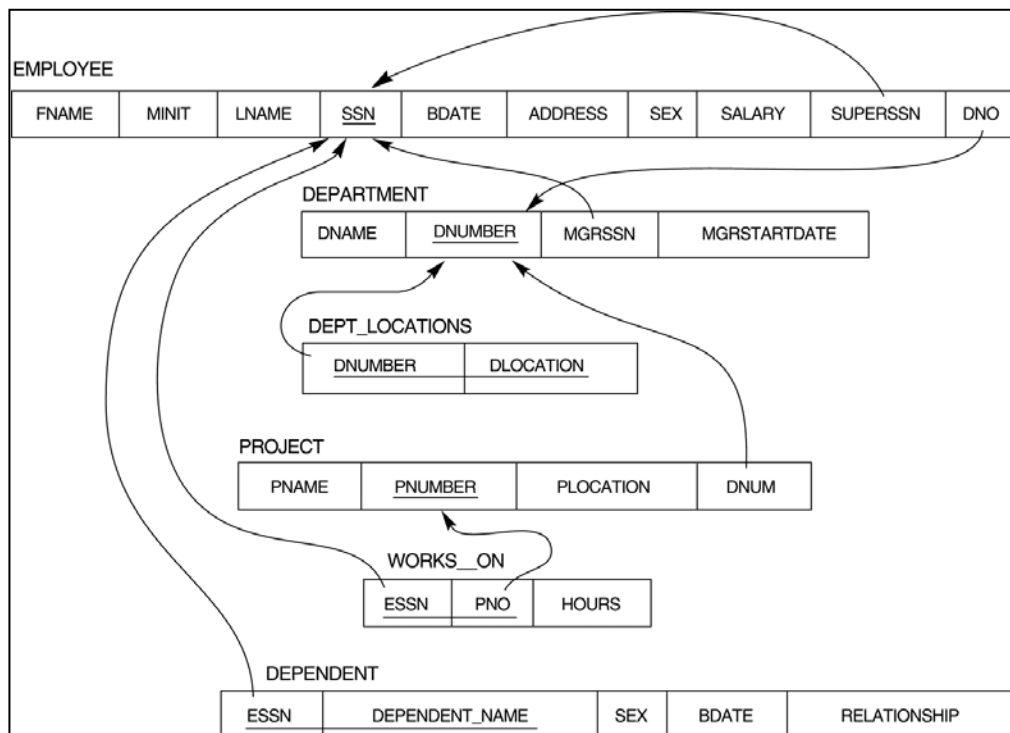 EMPLOYEE
FNAME MINIT LNAME SSN BDATE ADDRESS SEX SALARY SUPERSSN DNO
DEPARTMENT
DNAME DNUMBER MGRSSN MGRSTARTDATE
DEPT_LOCATIONS
DNUMBER DLOCATION
PROJECT
PNAME PNUMBER PLOCATION DNUM
WORKS__ON
ESSN PNO HOURS
DEPENDENT
ESSN DEPENDENT_NAME SEX BDATE RELATIONSHIP